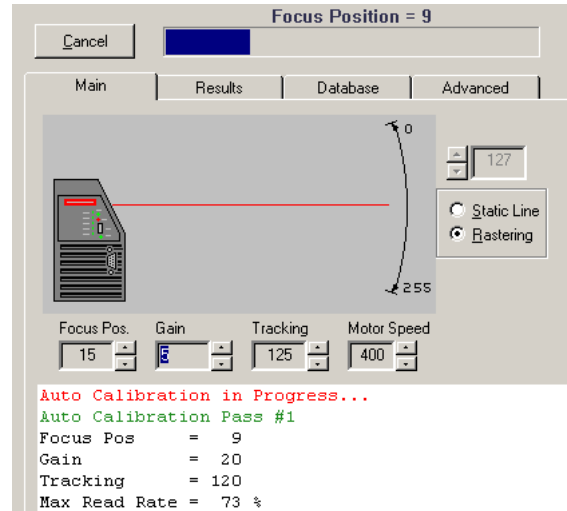 Focus Position = 9
Cancel
Main Results Database Advanced
0
127
Static Line
Rastering
255
Focus Pos. Gain Tracking Motor Speed
15 5 125 400
Auto Calibration in Progress...
Auto Calibration Pass #1
Focus Pos = 9
Gain = 20
Tracking = 120
Max Read Rate = 73 %